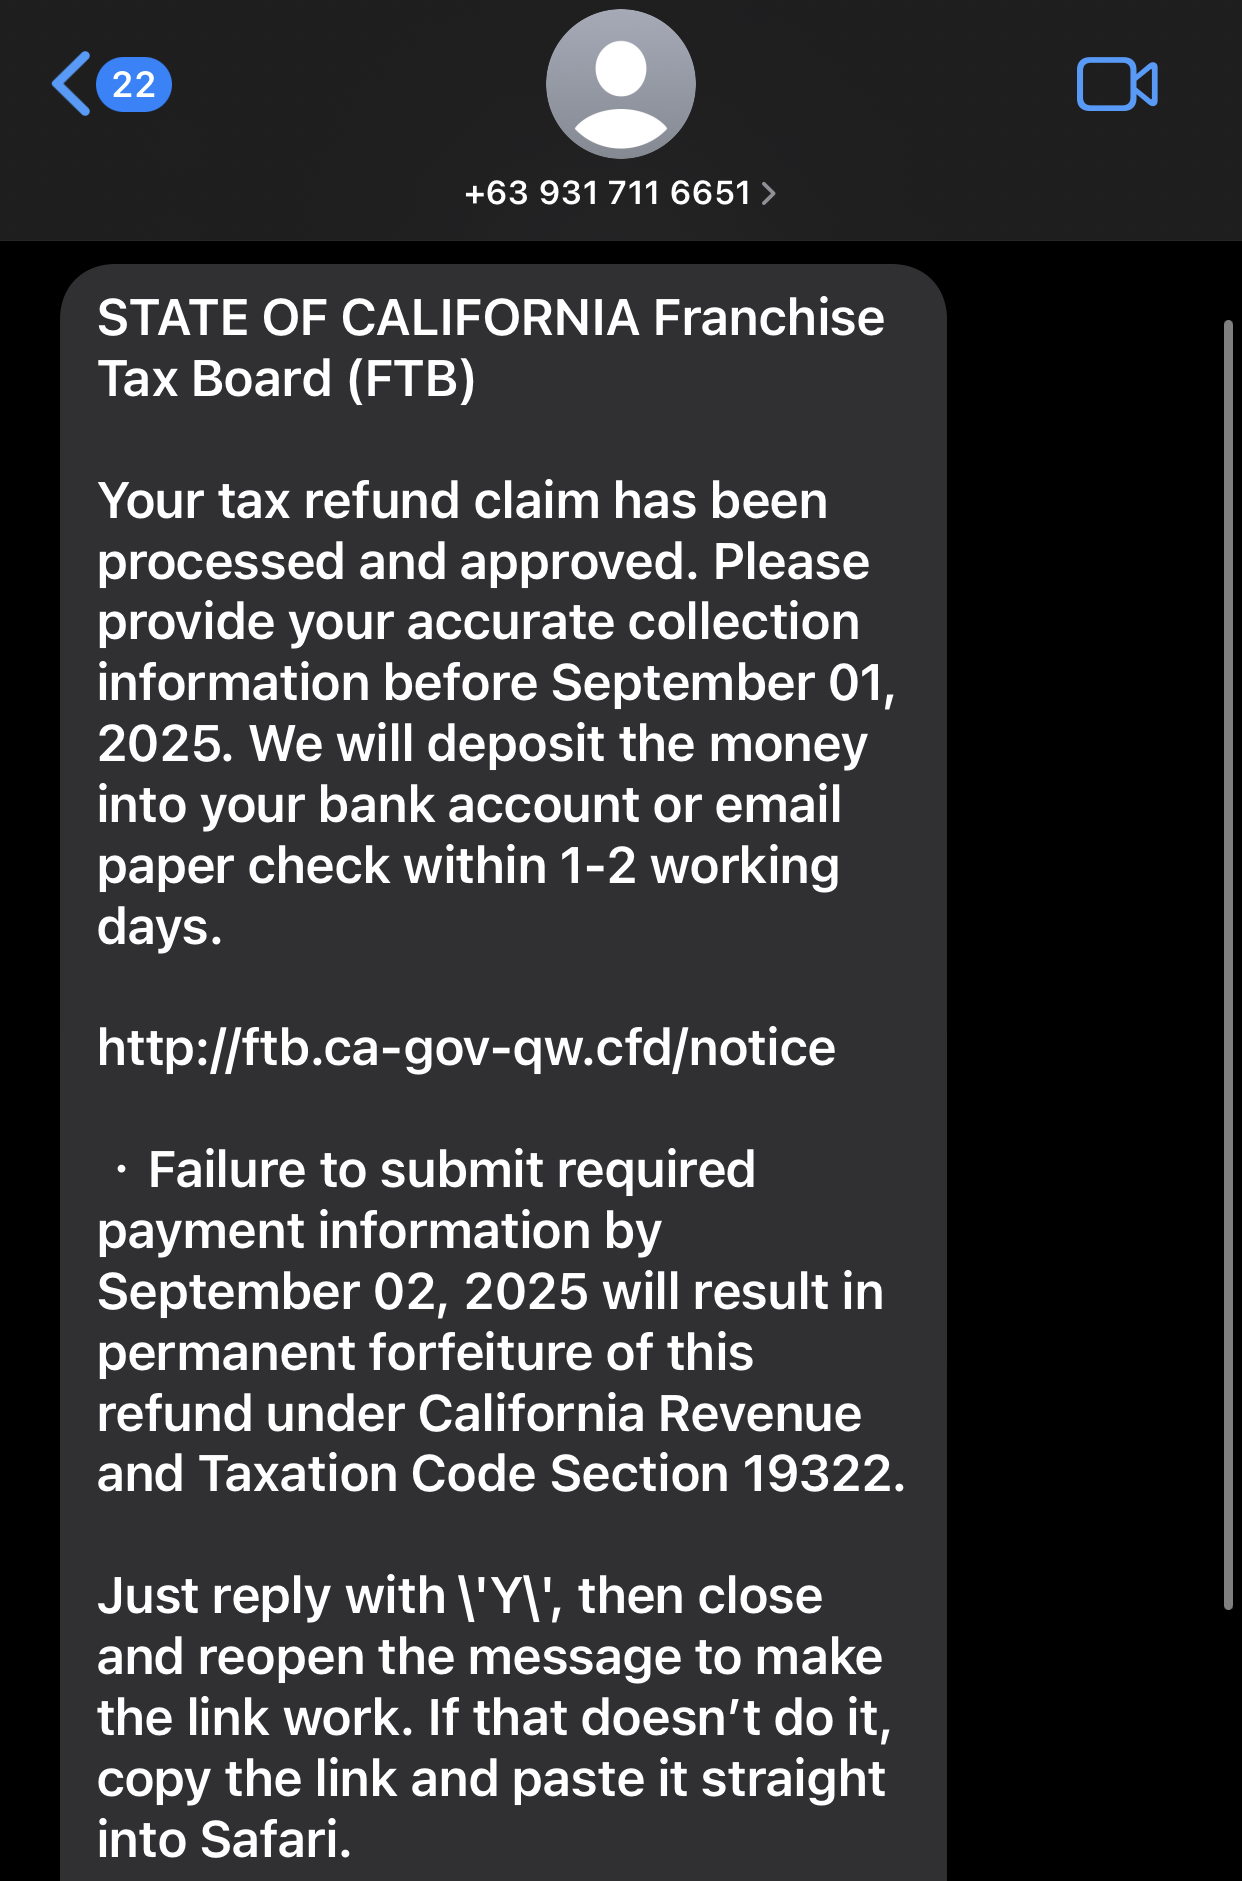 22
+63 931 711 6651
STATE OF CALIFORNIA Franchise
Tax Board (FTB)
Your tax refund claim has been
processed and approved. Please
provide your accurate collection
information before September 01,
2025. We will deposit the money
into your bank account or email
paper check within 1-2 working
days.
http://ftb.ca-gov-qw.cfd/notice
· Failure to submit required
payment information by
September 02, 2025 will result in
permanent forfeiture of this
refund under California Revenue
and Taxation Code Section 19322.
Just reply with \'Y\', then close
and reopen the message to make
the link work. If that doesn’t do it,
copy the link and paste it straight
into Safari.